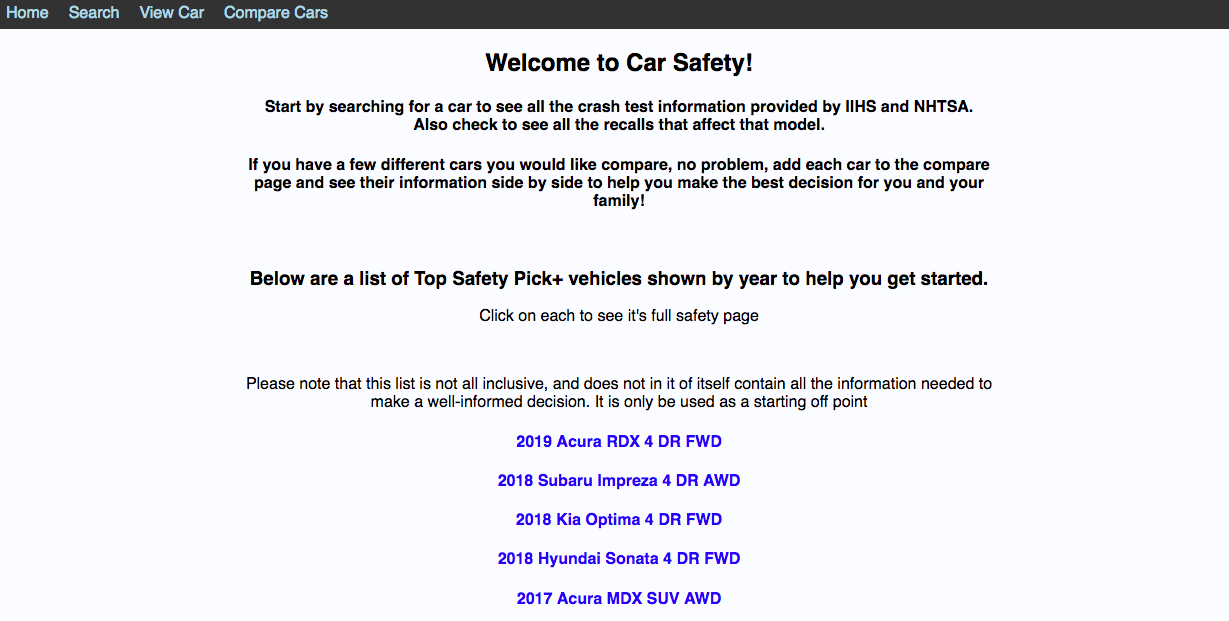 Home Search View Car Compare Cars
Welcome to Car Safety!
Start by searching for a car to see all the crash test information provided by IIHS and NHTSA.
Also check to see all the recalls that affect that model.
If you have a few different cars you would like compare, no problem, add each car to the compare
page and see their information side by side to help you make the best decision for you and your
family!
Below are a list of Top Safety Pick+ vehicles shown by year to help you get started.
Click on each to see it's full safety page
Please note that this list is not all inclusive, and does not in it of itself contain all the information needed to
make a well-informed decision. It is only be used as a starting off point
2019 Acura RDX 4 DR FWD
2018 Subaru Impreza 4 DR AWD
2018 Kia Optima 4 DR FWD
2018 Hyundai Sonata 4 DR FWD
2017 Acura MDX SUV AWD